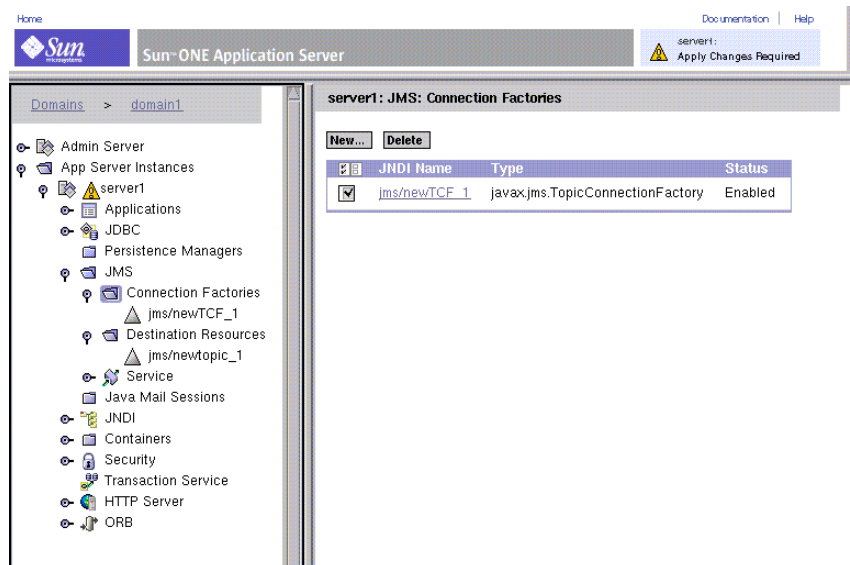 Home
Documentation | Help
Sun
microsystems
Sun ONE Application Server
server1:
Apply Changes Required
Domains > domain1
Admin Server
App Server Instances
server1
Applications
JDBC
Persistence Managers
JMS
Connection Factories
jms/newTCF_1
Destination Resources
jms/newtopic_1
Service
Java Mail Sessions
JNDI
Containers
Security
Transaction Service
HTTP Server
ORB
server1: JMS: Connection Factories
New... Delete
JNDI Name Type Status
jms/newTCF_1 javax.jms.TopicConnectionFactory Enabled